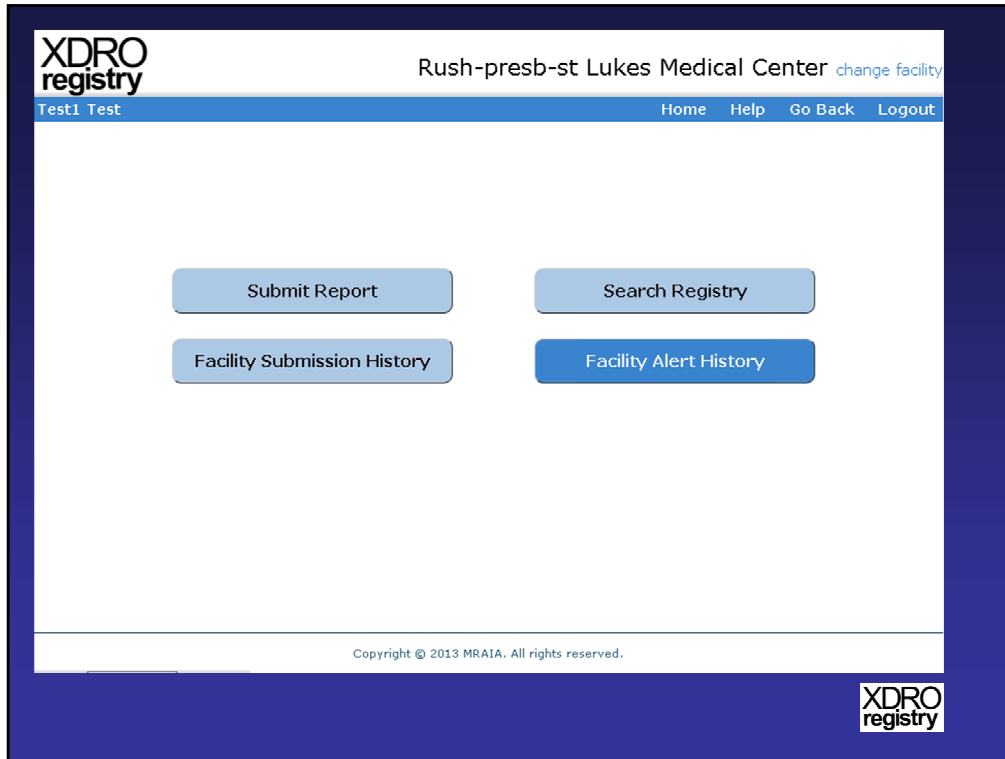 XDRO
registry
Rush-presb-st Lukes Medical Center change facility
Test1 Test Home Help Go Back Logout
Submit Report Search Registry
Facility Submission History Facility Alert History
Copyright © 2013 MRAIA. All rights reserved.
XDRO
registry